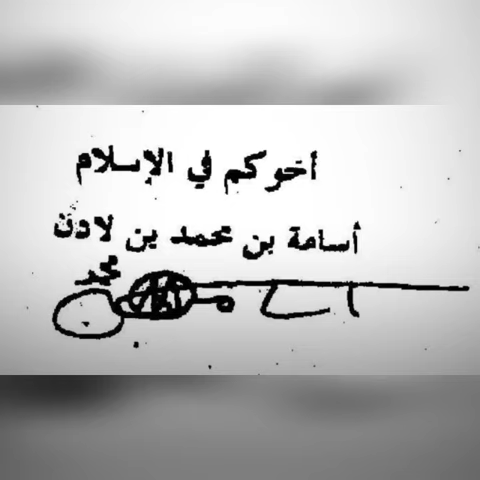 أخوكم في الإسلام
أسامة بن محمد بن لادن
محمد